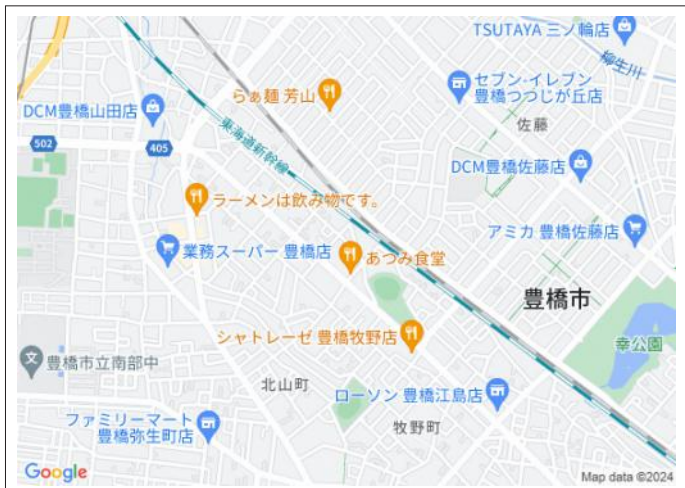 TSUTAYA 三ノ輪店
柳生川
らぁ麺 芳山
セブン-イレブン
豊橋つつじが丘店
DCM豊橋山田店
佐藤
東海道新幹線
502
405
DCM豊橋佐藤店
ラーメンは飲み物です。
アミカ 豊橋佐藤店
業務スーパー 豊橋店
あつみ食堂
豊橋市
シャトレーゼ 豊橋牧野店
幸公園
豊橋市立南部中
北山町
ローソン 豊橋江島店
ファミリーマート
豊橋弥生町店
牧野町
Google
Map data ©2024